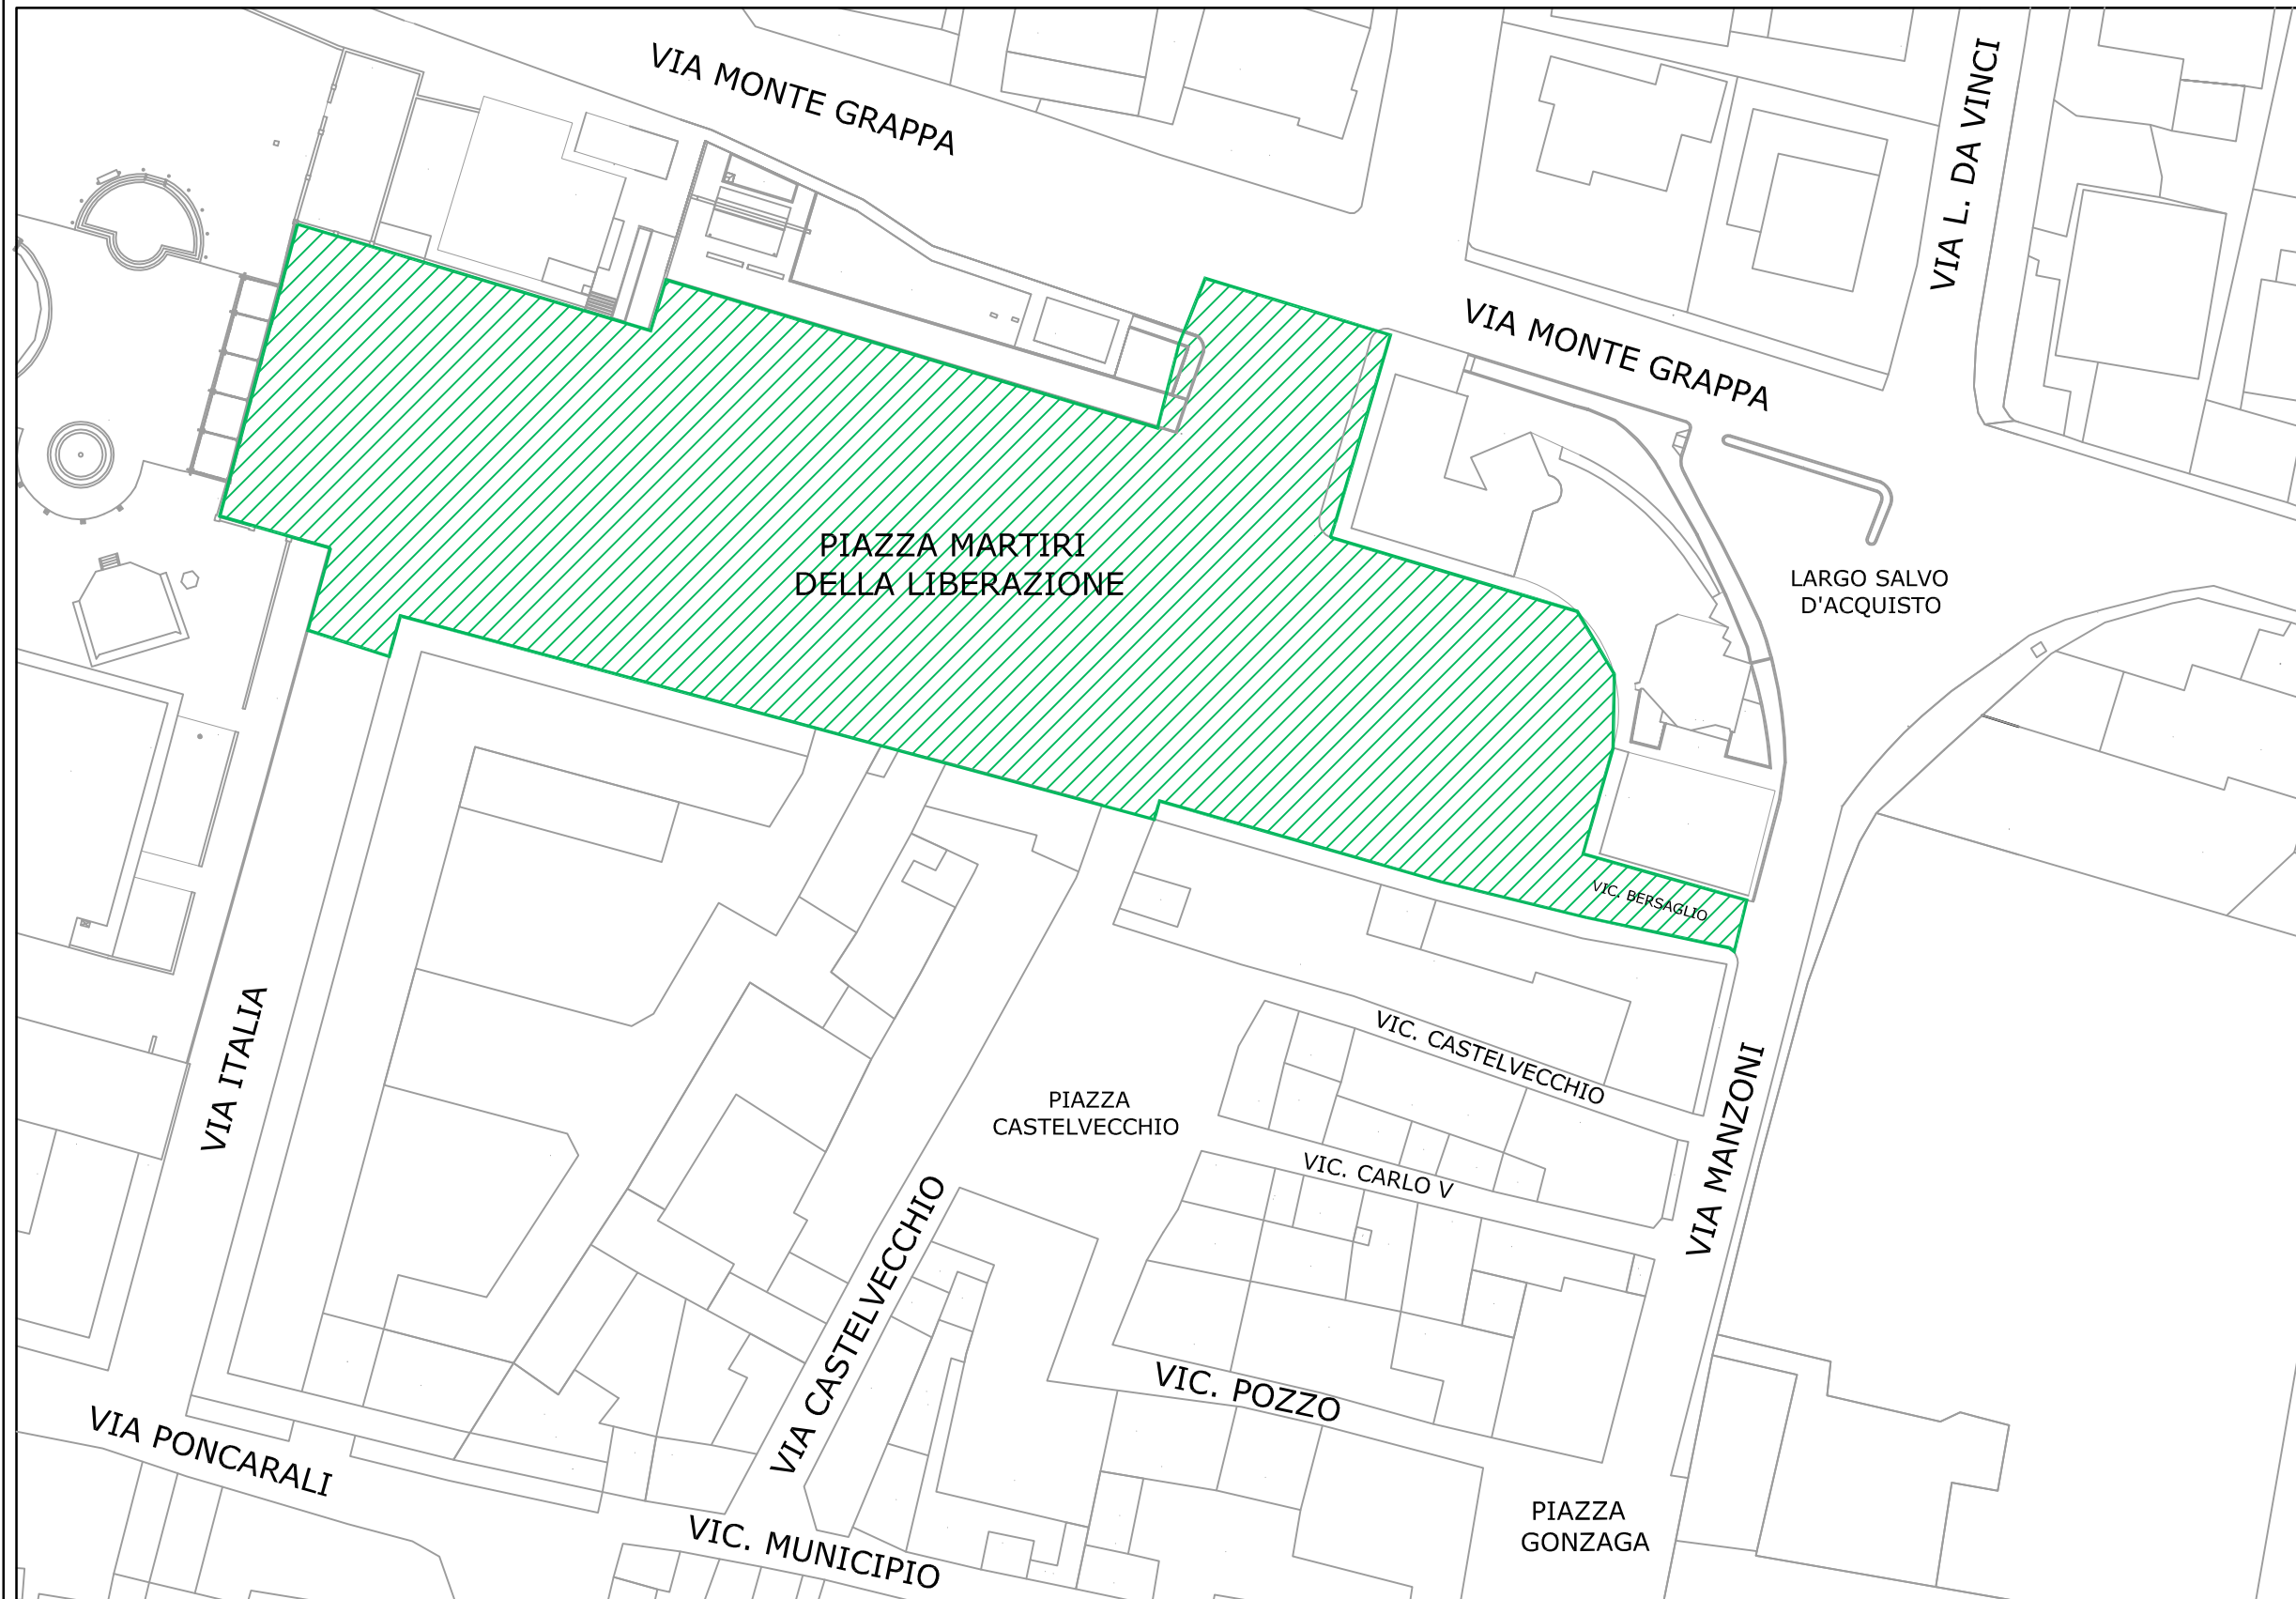 VIA MONTE GRAPPA
VIA L. DA VINCI
VIA MONTE GRAPPA
PIAZZA MARTIRI
DELLA LIBERAZIONE
LARGO SALVO
D'ACQUISTO
VIC. BERSAGLIO
VIA ITALIA
VIC. CASTELVECCHIO
PIAZZA
CASTELVECCHIO
VIC. CARLO V
VIA MANZONI
VIA CASTELVECCHIO
VIC. POZZO
VIA PONCARALI
PIAZZA
GONZAGA
VIC. MUNICIPIO